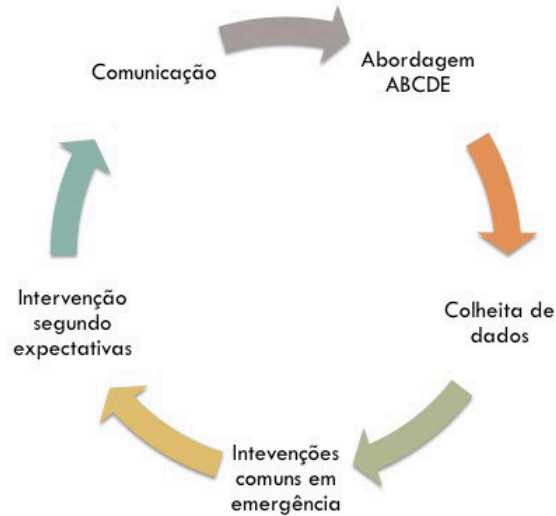 Comunicação
Abordagem
ABCDE
Colheita de
dados
Intevenções
comuns em
emergência
Intervenção
segundo
expectativas